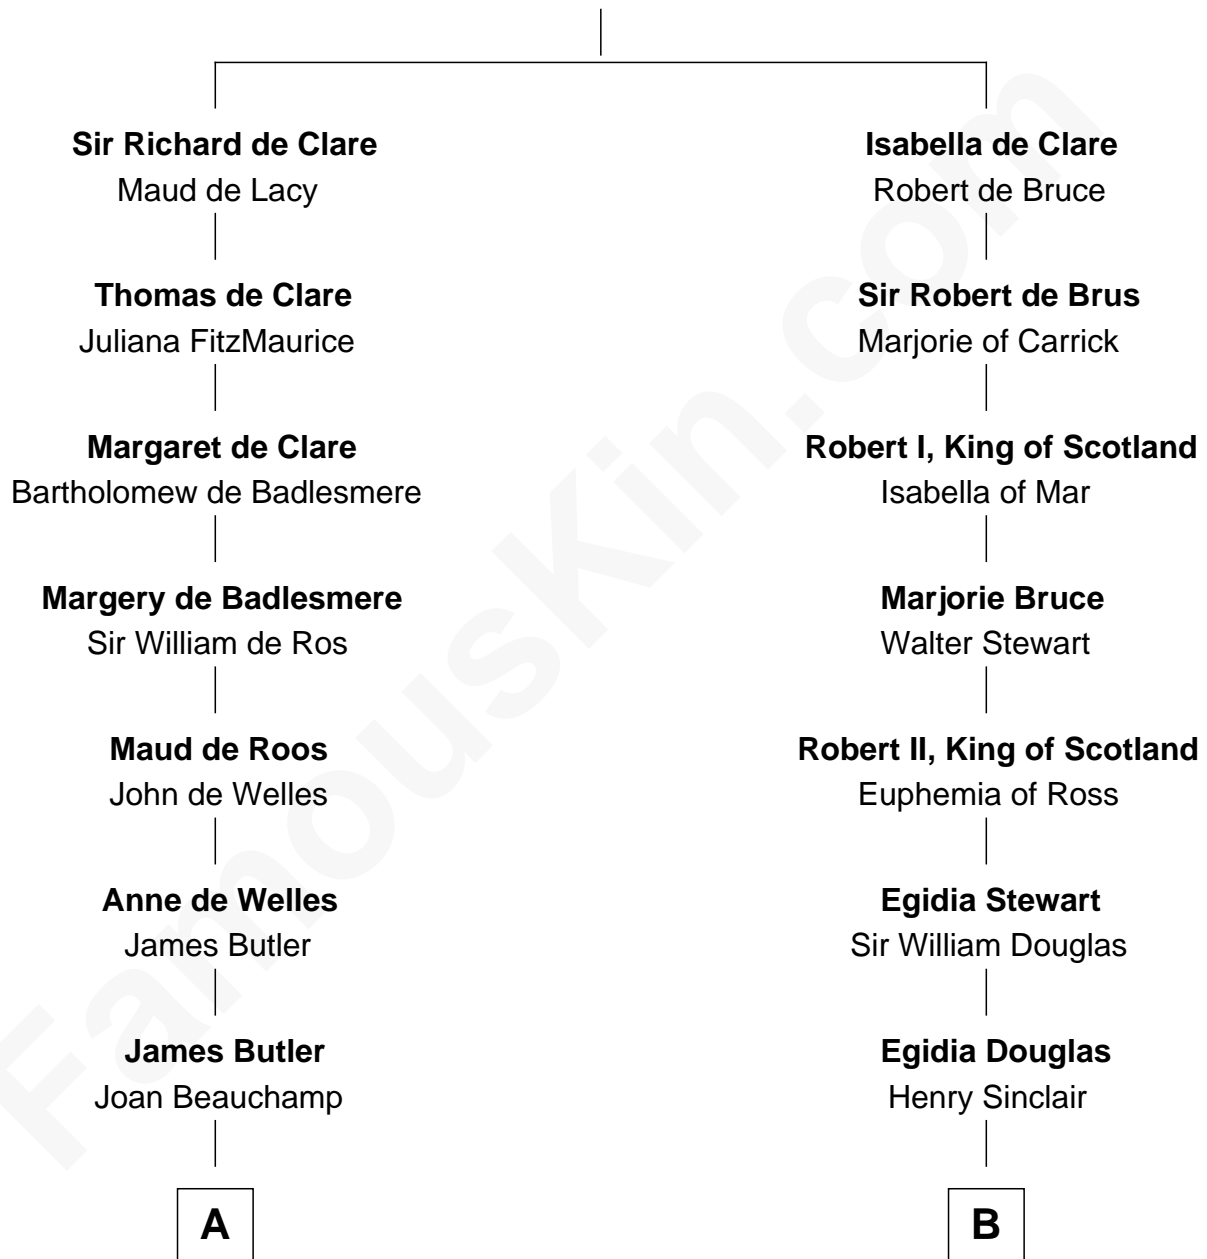 Sir Richard de Clare
Maud de Lacy
Thomas de Clare
Juliana FitzMaurice
Margaret de Clare
Bartholomew de Badlesmere
Margery de Badlesmere
Sir William de Ros
Maud de Roos
John de Welles
Anne de Welles
James Butler
James Butler
Joan Beauchamp
A
Isabella de Clare
Robert de Bruce
Sir Robert de Brus
Marjorie of Carrick
Robert I, King of Scotland
Isabella of Mar
Marjorie Bruce
Walter Stewart
Robert II, King of Scotland
Euphemia of Ross
Egidia Stewart
Sir William Douglas
Egidia Douglas
Henry Sinclair
B
FamousKin.com